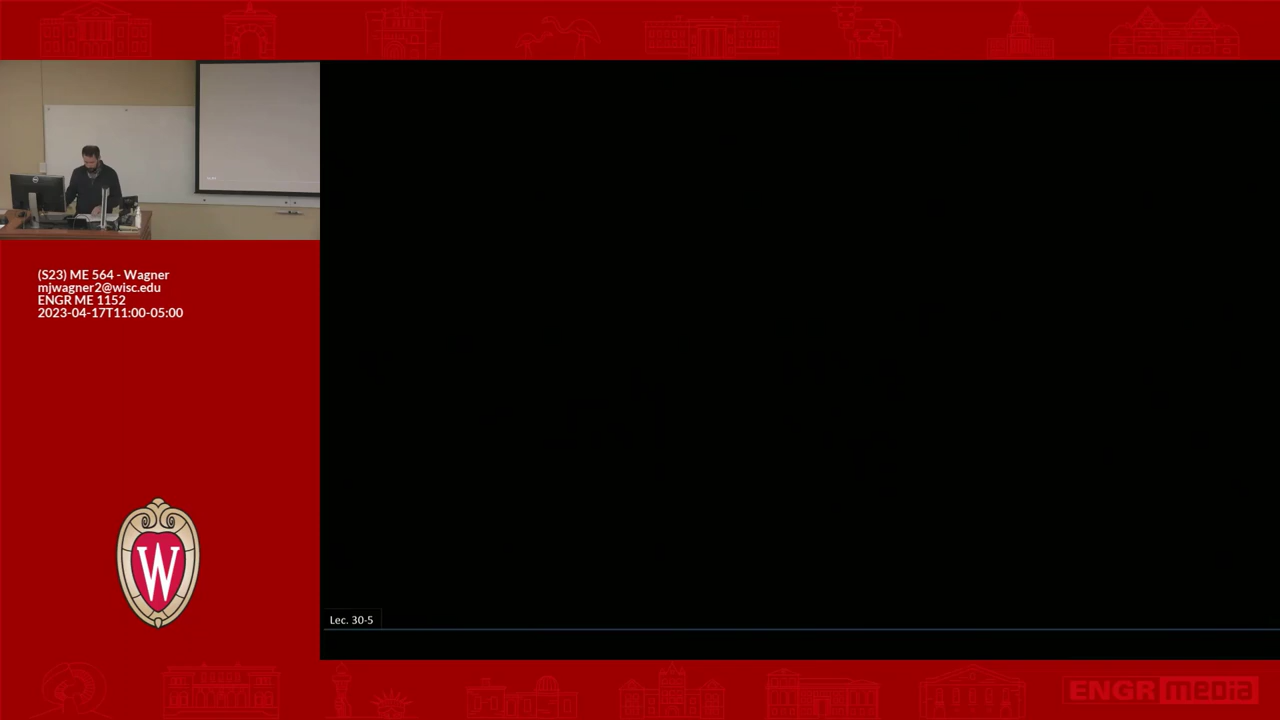 (S23) ME 564 - Wagner
mjwagner2@wisc.edu
ENGR ME 1152
2023-04-17T11:00-05:00
W
Lec. 30-5
ENGR media